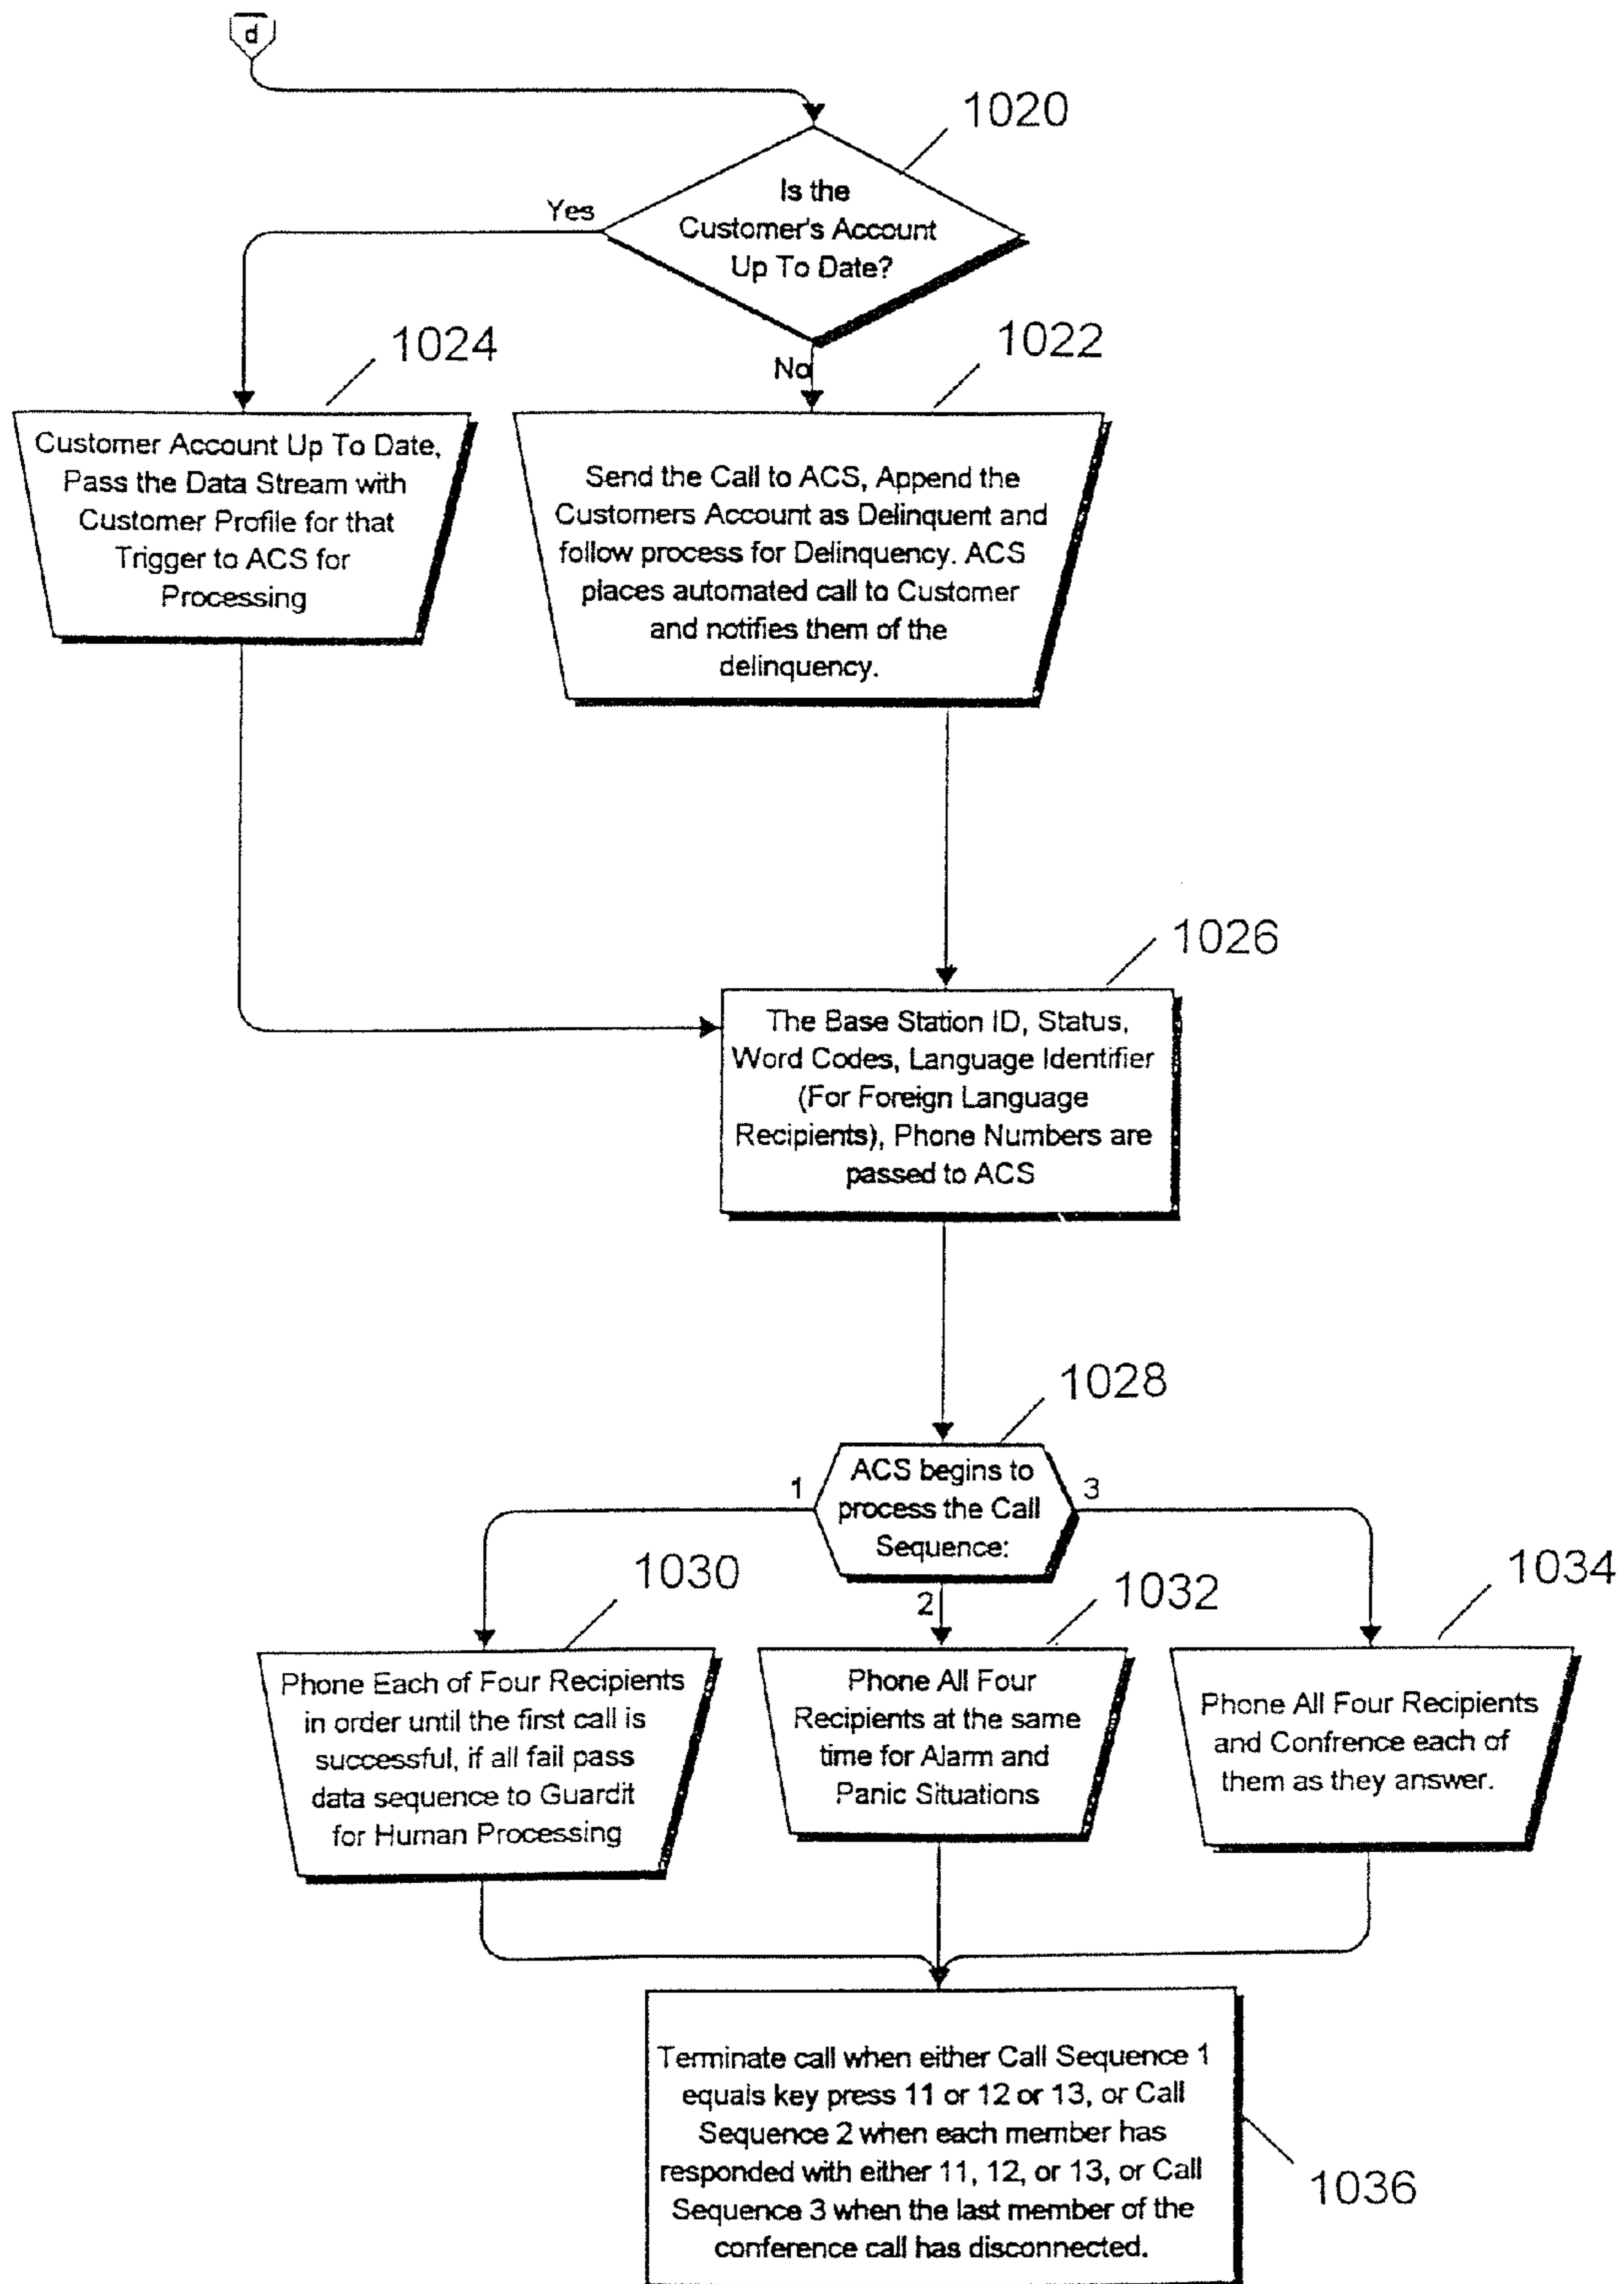 d
1020
Is the
Customer's Account
Up To Date?
Yes
No
1024
1022
Customer Account Up To Date,
Pass the Data Stream with
Customer Profile for that
Trigger to ACS for
Processing
Send the Call to ACS, Append the
Customers Account as Delinquent and
follow process for Delinquency. ACS
places automated call to Customer
and notifies them of the
delinquency.
1026
The Base Station ID, Status,
Word Codes, Language Identifier
(For Foreign Language
Recipients), Phone Numbers are
passed to ACS
1028
ACS begins to
process the Call
Sequence:
1
2
3
1030
1032
1034
Phone Each of Four Recipients
in order until the first call is
successful, if all fail pass
data sequence to Guardit
for Human Processing
Phone All Four
Recipients at the same
time for Alarm and
Panic Situations
Phone All Four Recipients
and Confrence each of
them as they answer.
Terminate call when either Call Sequence 1
equals key press 11 or 12 or 13, or Call
Sequence 2 when each member has
responded with either 11, 12, or 13, or Call
Sequence 3 when the last member of the
conference call has disconnected.
1036